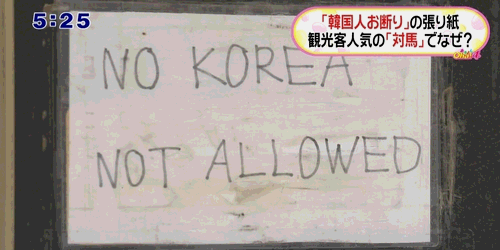 5:25
「韓国人お断り」の張り紙
観光客人気の「対馬」でなぜ？
NO KOREA
NOT ALLOWED